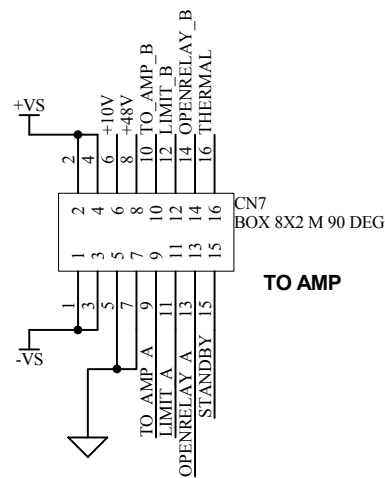 +VS
+10V
+48V
TO_AMP_B
LIMIT_B
OPENRELAY_B
THERMAL
2 4 6 8 10 12 14 16
2 4 6 8 10 12 14 16
CN7
BOX 8X2 M 90 DEG
1 3 5 7 9 11 13 15
TO AMP
1 3 5 7 9 11 13 15
-VS
TO_AMP_A
LIMIT_A
OPENRELAY_A
STANDBY